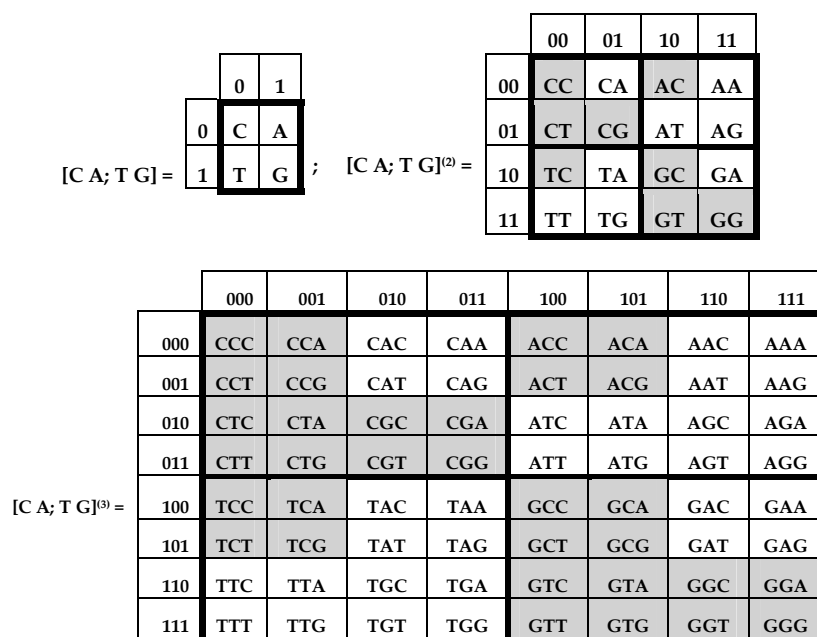 0 1
0 C A
[C A; T G] = 1 T G ;
00 01 10 11
00 CC CA AC AA
01 CT CG AT AG
[C A; T G]⁽²⁾ = 10 TC TA GC GA
11 TT TG GT GG
000 001 010 011 100 101 110 111
000 CCC CCA CAC CAA ACC ACA AAC AAA
001 CCT CCG CAT CAG ACT ACG AAT AAG
010 CTC CTA CGC CGA ATC ATA AGC AGA
011 CTT CTG CGT CGG ATT ATG AGT AGG
[C A; T G]⁽³⁾ = 100 TCC TCA TAC TAA GCC GCA GAC GAA
101 TCT TCG TAT TAG GCT GCG GAT GAG
110 TTC TTA TGC TGA GTC GTA GGC GGA
111 TTT TTG TGT TGG GTT GTG GGT GGG